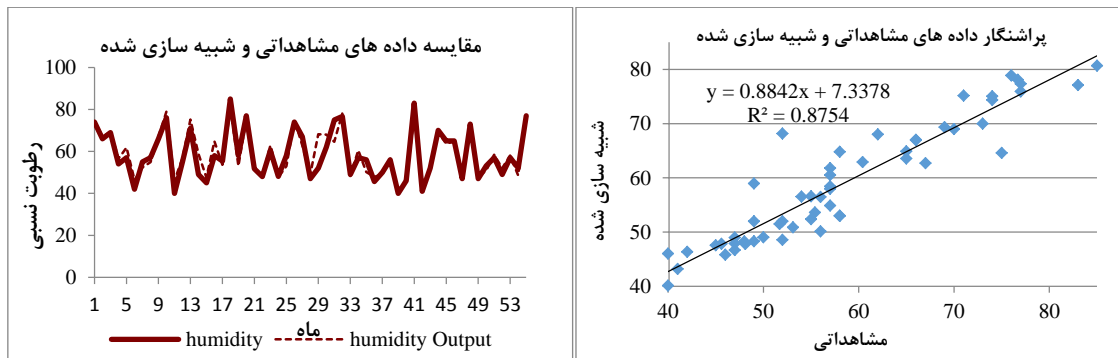 مقایسه داده های مشاهداتی و شبیه سازی شده
100
80
60
40
20
0
رطوبت نسبی
1 5 9 13 17 21 25 29 33 37 41 45 49 53
ماه
humidity humidity Output
پراشنگار داده های مشاهداتی و شبیه سازی شده
y = 0.8842x + 7.3378
R² = 0.8754
80
70
60
50
40
شبیه سازی شده
40 50 60 70 80
مشاهداتی